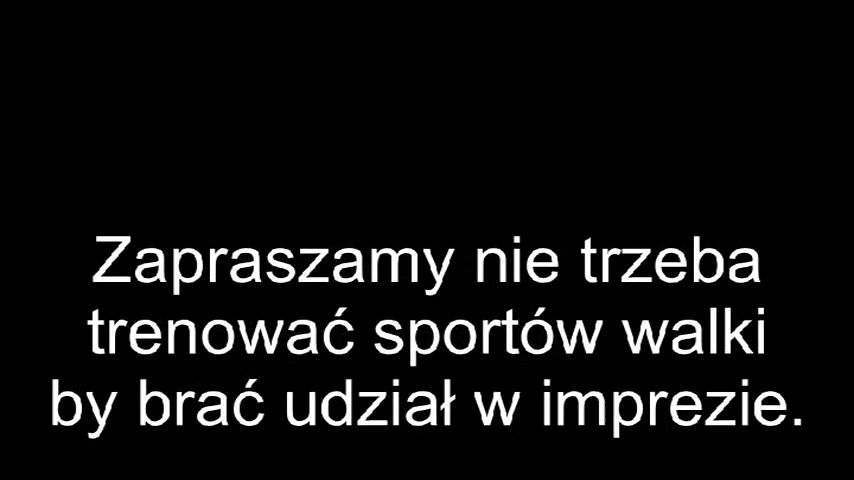 Zapraszamy nie trzeba
trenować sportów walki
by brać udział w imprezie.